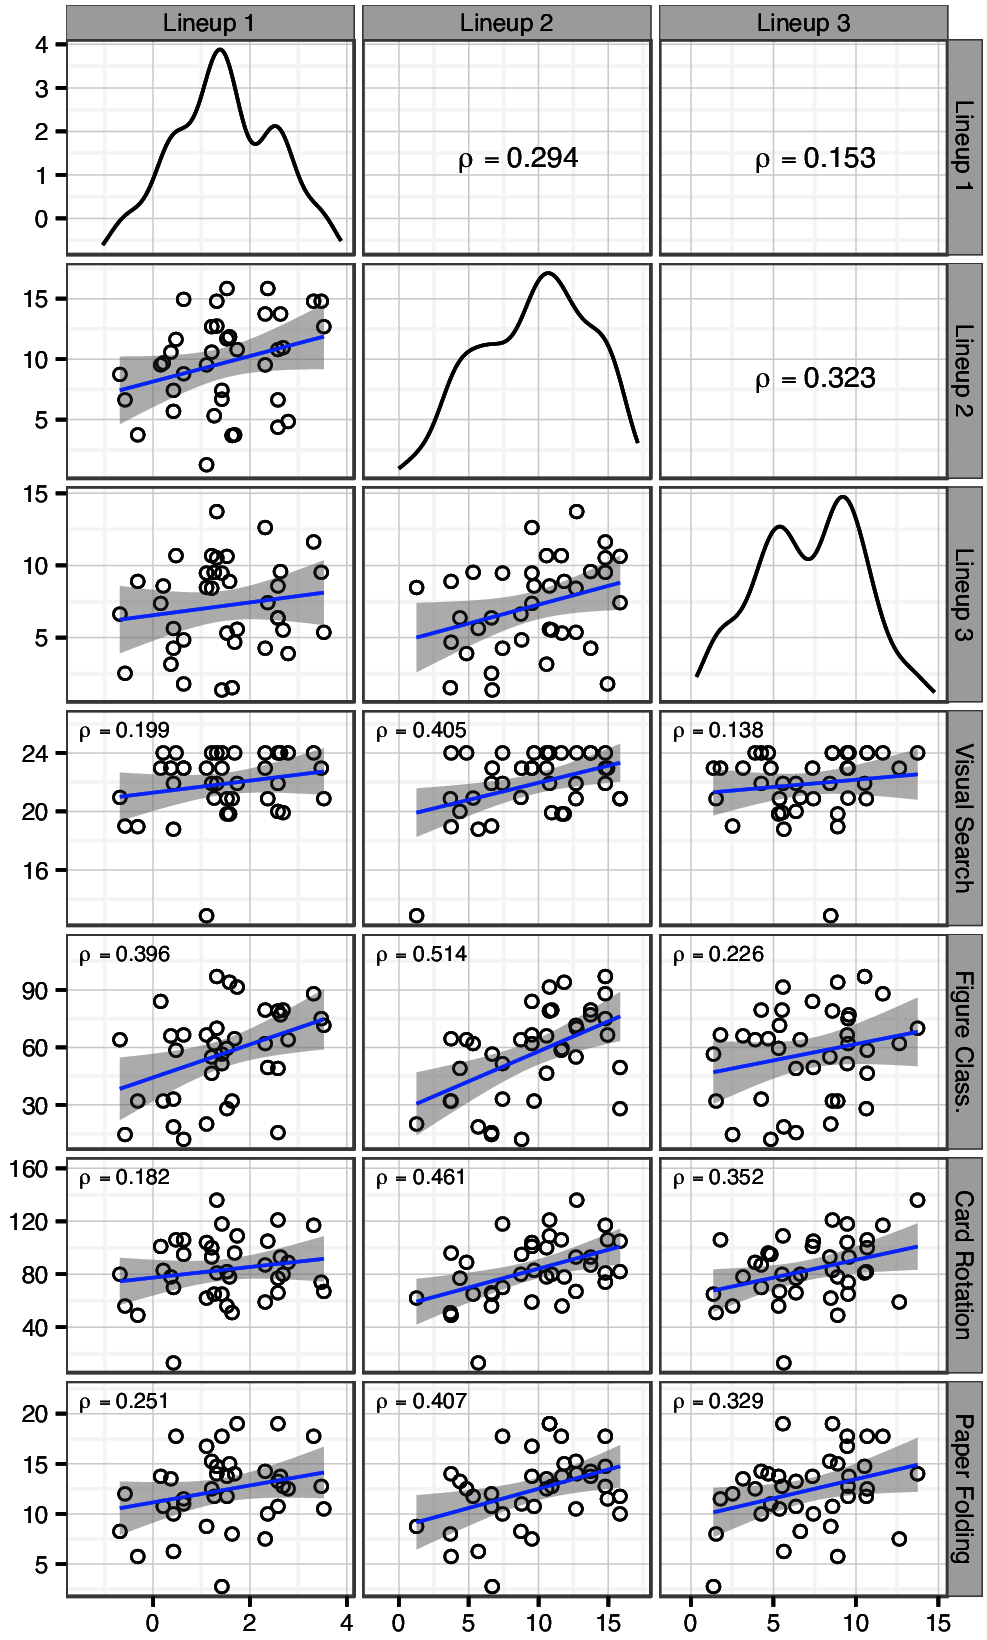 Lineup 1 Lineup 2 Lineup 3
4
3
2
1
0
ρ = 0.294
ρ = 0.153
Lineup 1
15
10
5
ρ = 0.323
Lineup 2
15
10
5
Lineup 3
ρ = 0.199
ρ = 0.405
ρ = 0.138
24
20
16
Visual Search
ρ = 0.396
ρ = 0.514
ρ = 0.226
90
60
30
Figure Class.
160
120
80
40
ρ = 0.182
ρ = 0.461
ρ = 0.352
Card Rotation
ρ = 0.251
ρ = 0.407
ρ = 0.329
20
15
10
5
Paper Folding
0 2 4 0 5 10 15 0 5 10 15